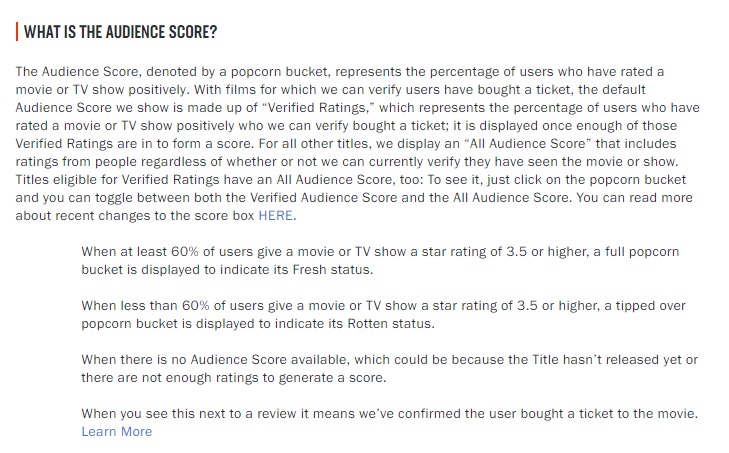 WHAT IS THE AUDIENCE SCORE?
The Audience Score, denoted by a popcorn bucket, represents the percentage of users who have rated a
movie or TV show positively. With films for which we can verify users have bought a ticket, the default
Audience Score we show is made up of “Verified Ratings,” which represents the percentage of users who have
rated a movie or TV show positively who we can verify bought a ticket; it is displayed once enough of those
Verified Ratings are in to form a score. For all other titles, we display an “All Audience Score” that includes
ratings from people regardless of whether or not we can currently verify they have seen the movie or show.
Titles eligible for Verified Ratings have an All Audience Score, too: To see it, just click on the popcorn bucket
and you can toggle between both the Verified Audience Score and the All Audience Score. You can read more
about recent changes to the score box HERE.
When at least 60% of users give a movie or TV show a star rating of 3.5 or higher, a full popcorn
bucket is displayed to indicate its Fresh status.
When less than 60% of users give a movie or TV show a star rating of 3.5 or higher, a tipped over
popcorn bucket is displayed to indicate its Rotten status.
When there is no Audience Score available, which could be because the Title hasn’t released yet or
there are not enough ratings to generate a score.
When you see this next to a review it means we’ve confirmed the user bought a ticket to the movie.
Learn More